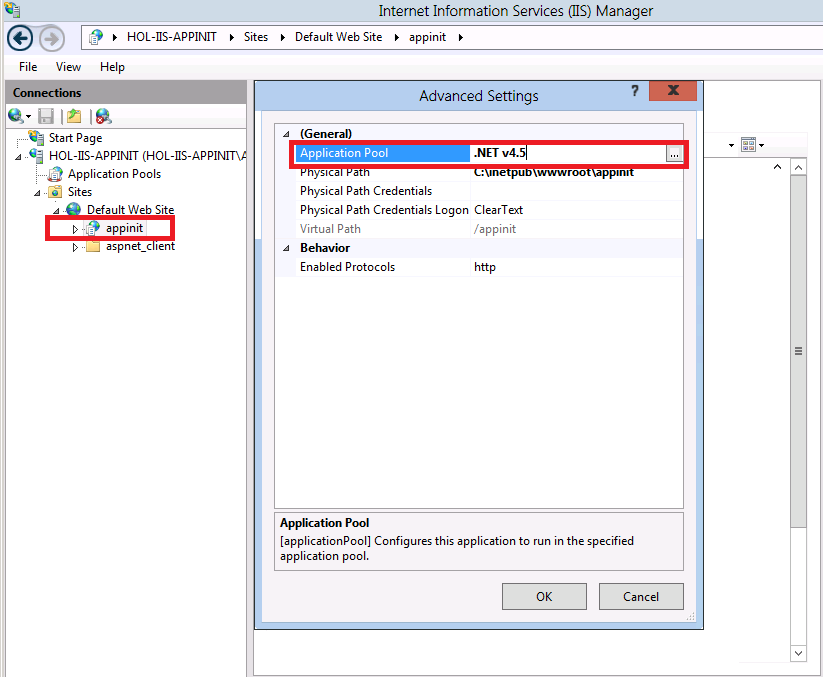 Internet Information Services (IIS) Manager
HOL-IIS-APPINIT Sites Default Web Site appinit
File View Help
Connections
Start Page
HOL-IIS-APPINIT (HOL-IIS-APPINIT\A
Application Pools
Sites
Default Web Site
appinit
aspnet_client
Advanced Settings
? X
(General)
Application Pool .NET v4.5 ...
Physical Path C:\inetpub\wwwroot\appinit
Physical Path Credentials
Physical Path Credentials Logon ClearText
Virtual Path /appinit
Behavior
Enabled Protocols http
Application Pool
[applicationPool] Configures this application to run in the specified
application pool.
OK Cancel